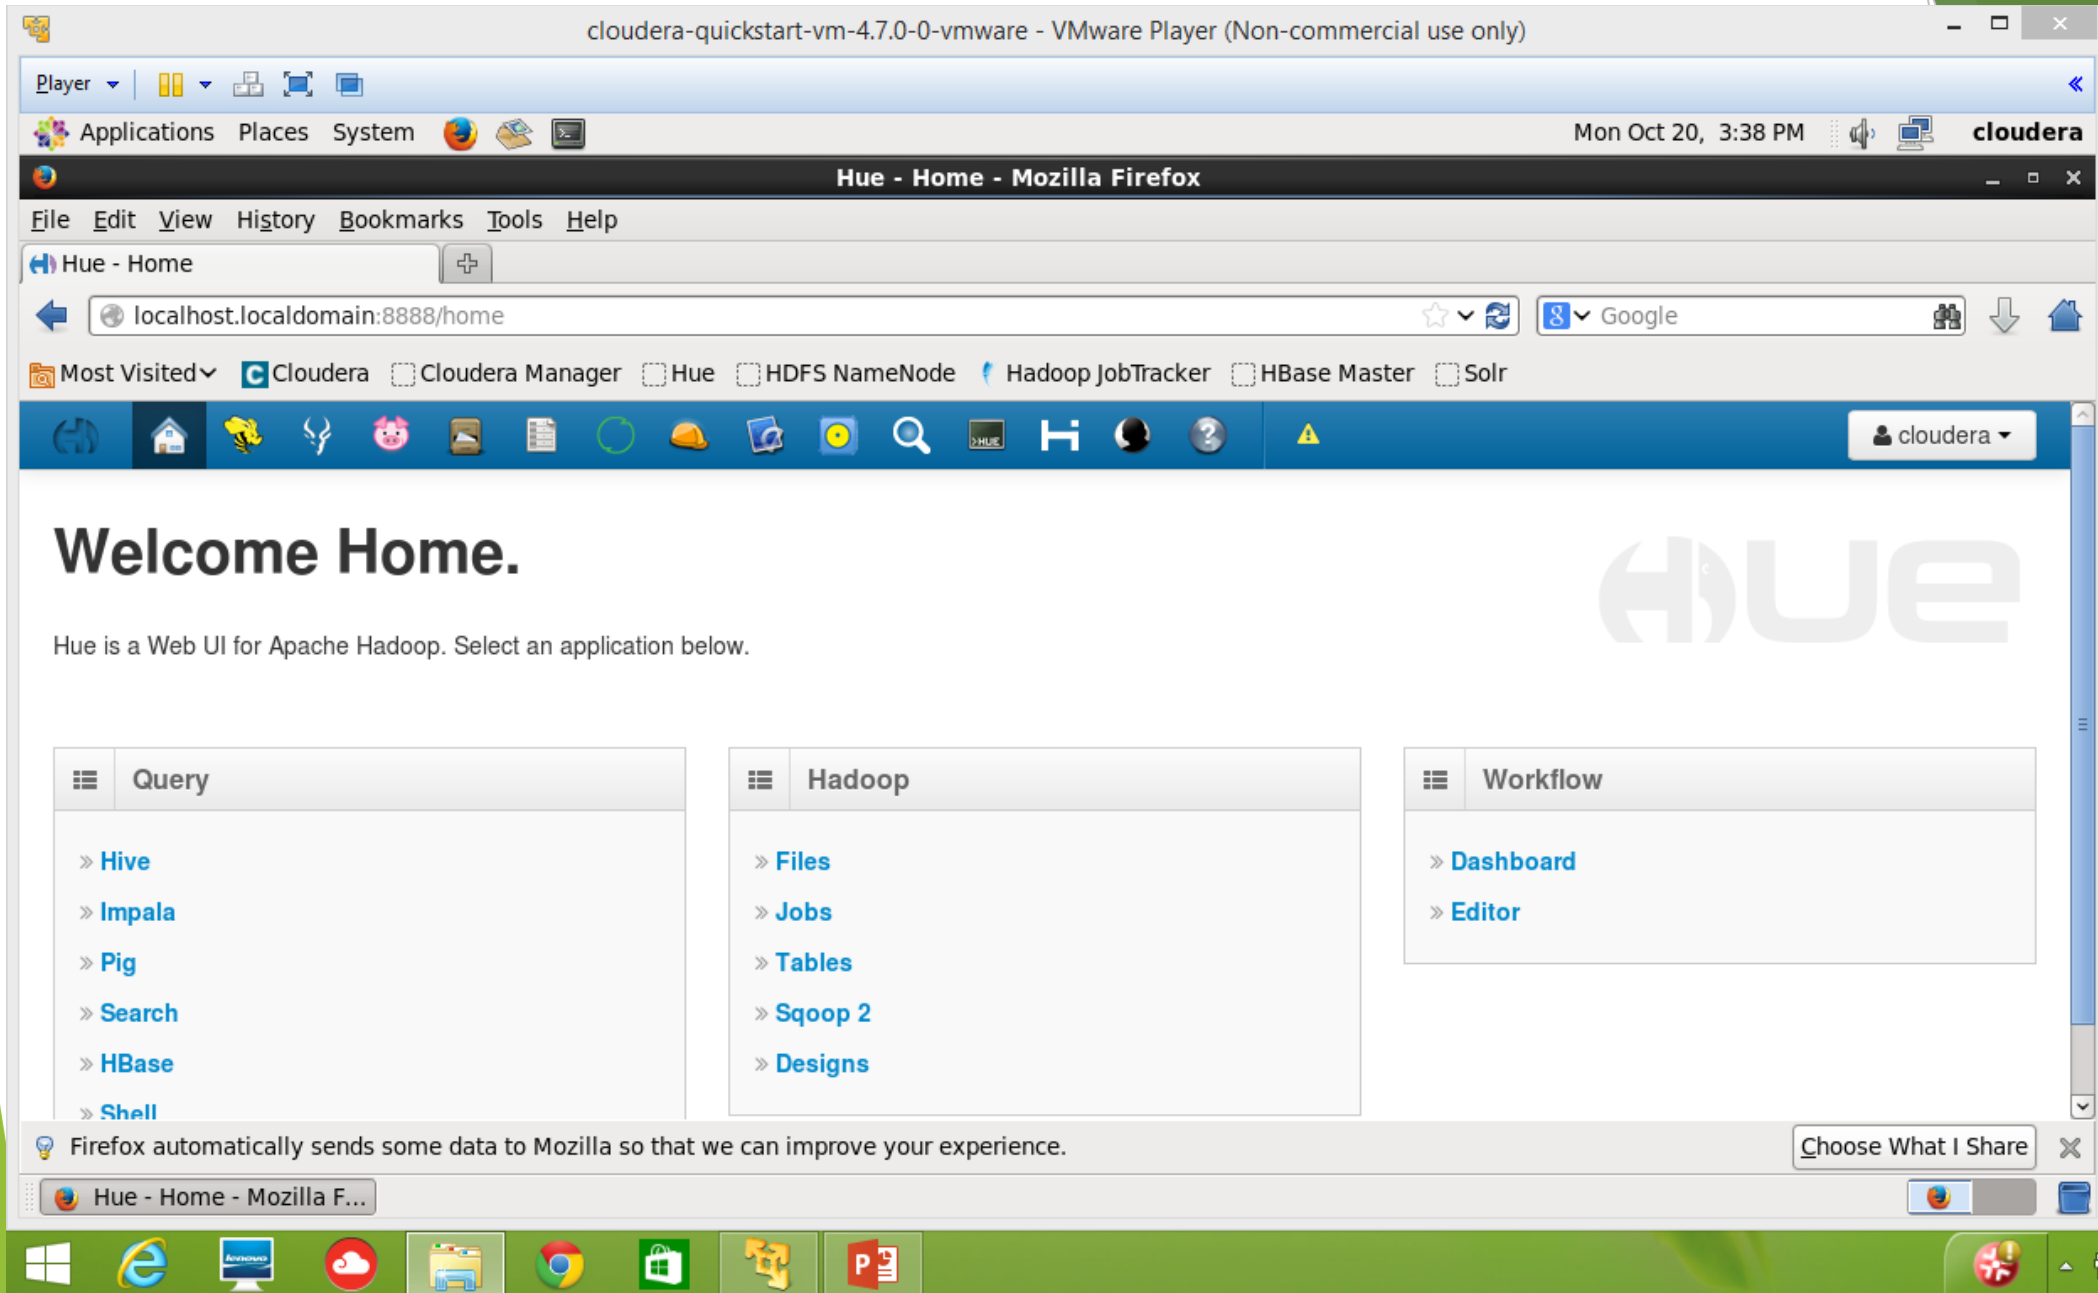 cloudera-quickstart-vm-4.7.0-0-vmware - VMware Player (Non-commercial use only)
Player
Applications Places System Mon Oct 20, 3:38 PM cloudera
Hue - Home - Mozilla Firefox
File Edit View History Bookmarks Tools Help
Hue - Home
localhost.localdomain:8888/home Google
Most Visited Cloudera Cloudera Manager Hue HDFS NameNode Hadoop JobTracker HBase Master Solr
>HUE cloudera
Welcome Home.
Hue
Hue is a Web UI for Apache Hadoop. Select an application below.
Query Hadoop Workflow
» Hive » Files » Dashboard
» Impala » Jobs » Editor
» Pig » Tables
» Search » Sqoop 2
» HBase » Designs
» Shell
Firefox automatically sends some data to Mozilla so that we can improve your experience. Choose What I Share
Hue - Home - Mozilla F...
lenovo